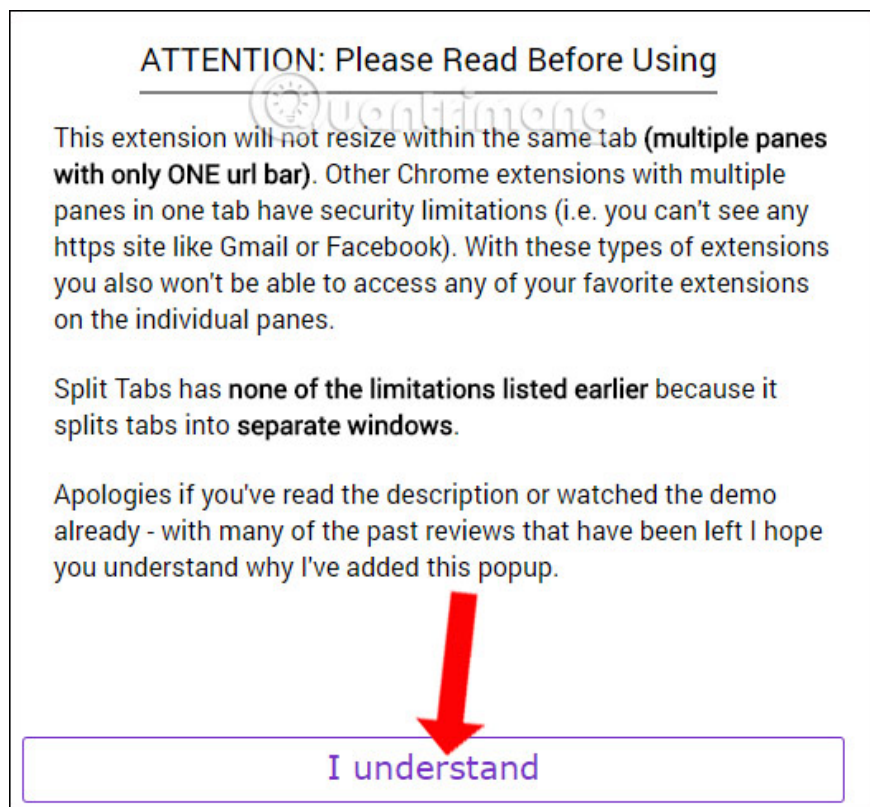 ATTENTION: Please Read Before Using
Quantrimang
This extension will not resize within the same tab (multiple panes
with only ONE url bar). Other Chrome extensions with multiple
panes in one tab have security limitations (i.e. you can't see any
https site like Gmail or Facebook). With these types of extensions
you also won't be able to access any of your favorite extensions
on the individual panes.
Split Tabs has none of the limitations listed earlier because it
splits tabs into separate windows.
Apologies if you've read the description or watched the demo
already - with many of the past reviews that have been left I hope
you understand why I've added this popup.
I understand